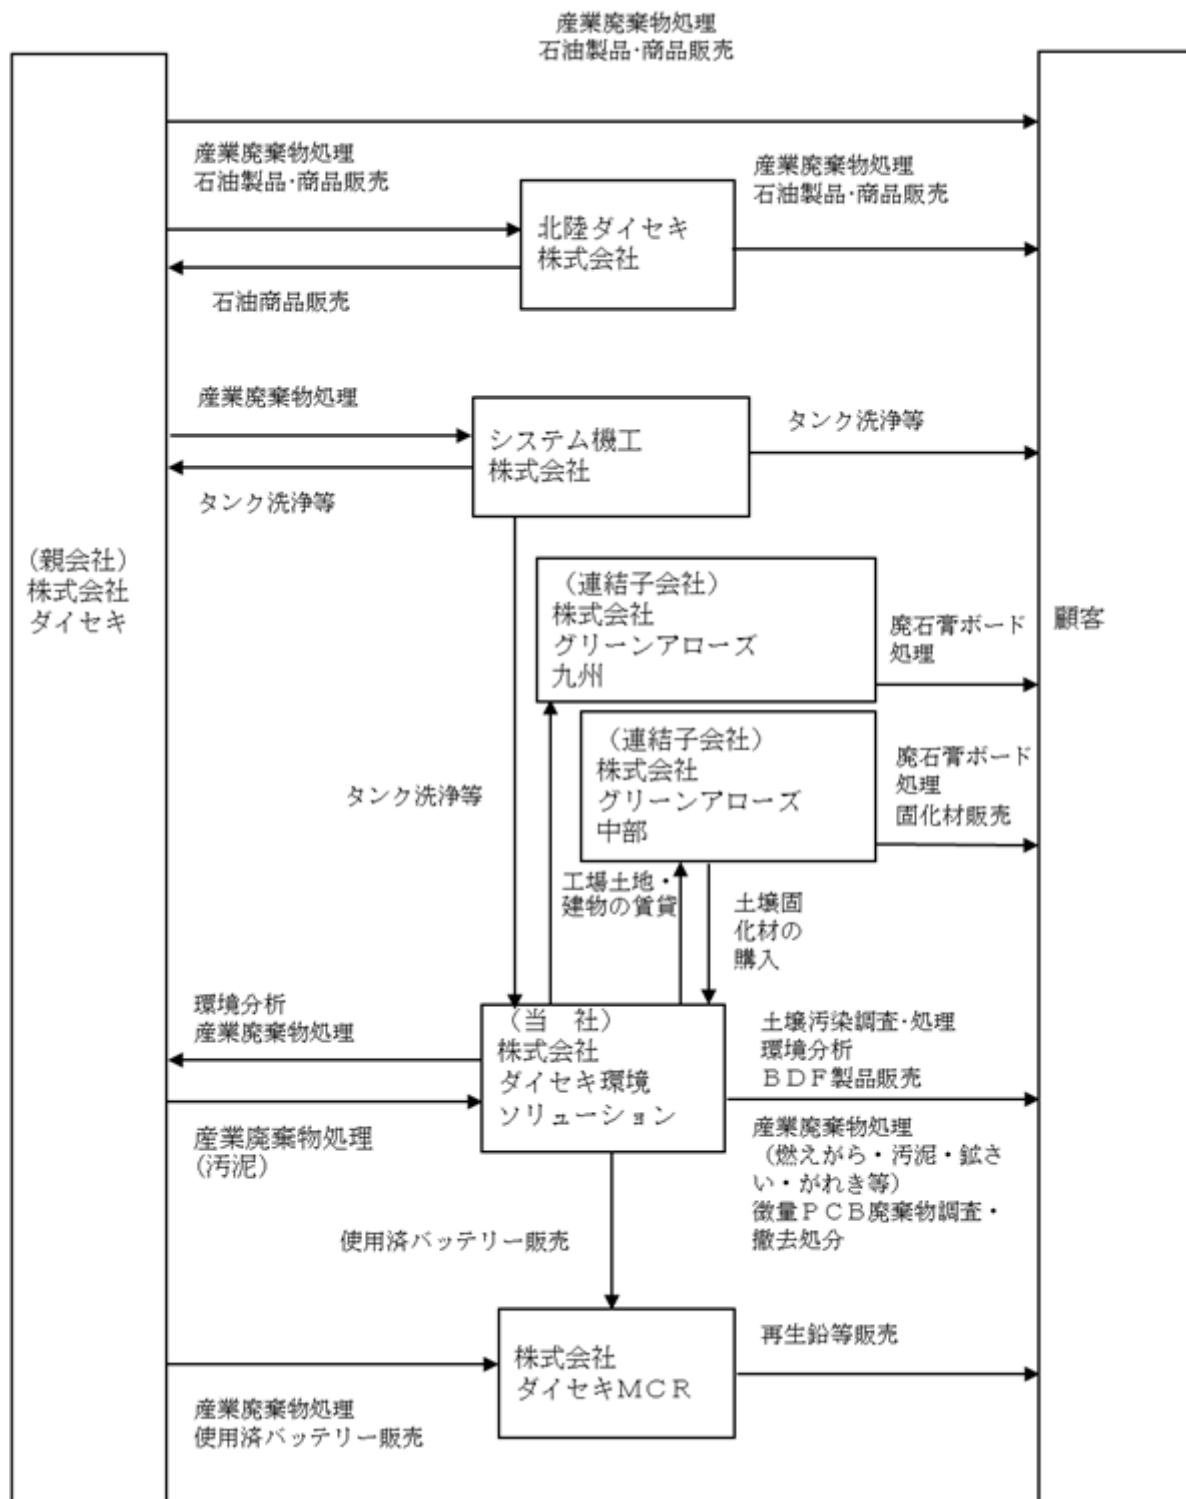 産業廃棄物処理
石油製品・商品販売
産業廃棄物処理
石油製品・商品販売
産業廃棄物処理
石油製品・商品販売
北陸ダイセキ
株式会社
石油商品販売
産業廃棄物処理
システム機工
株式会社
タンク洗浄等
タンク洗浄等
(親会社)
株式会社
ダイセキ
(連結子会社)
株式会社
グリーンアローズ
九州
廃石膏ボード
処理
顧客
(連結子会社)
株式会社
グリーンアローズ
中部
廃石膏ボード
処理
固化材販売
タンク洗浄等
工場土地・
建物の賃貸
土壌固
化材の
購入
環境分析
産業廃棄物処理
(当 社)
株式会社
ダイセキ環境
ソリューション
土壌汚染調査・処理
環境分析
BDF製品販売
産業廃棄物処理
(汚泥)
産業廃棄物処理
(燃えがら・汚泥・鉱さ
い・がれき等)
微量PCB廃棄物調査・
撤去処分
使用済バッテリー販売
株式会社
ダイセキMCR
再生鉛等販売
産業廃棄物処理
使用済バッテリー販売